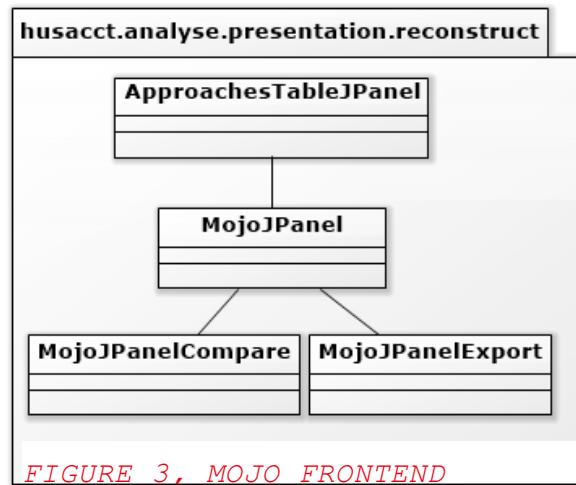 husacct.analyse.presentation.reconstruct
ApproachesTableJPanel
MojoJPanel
MojoJPanelCompare MojoJPanelExport
FIGURE 3, MOJO FRONTEND